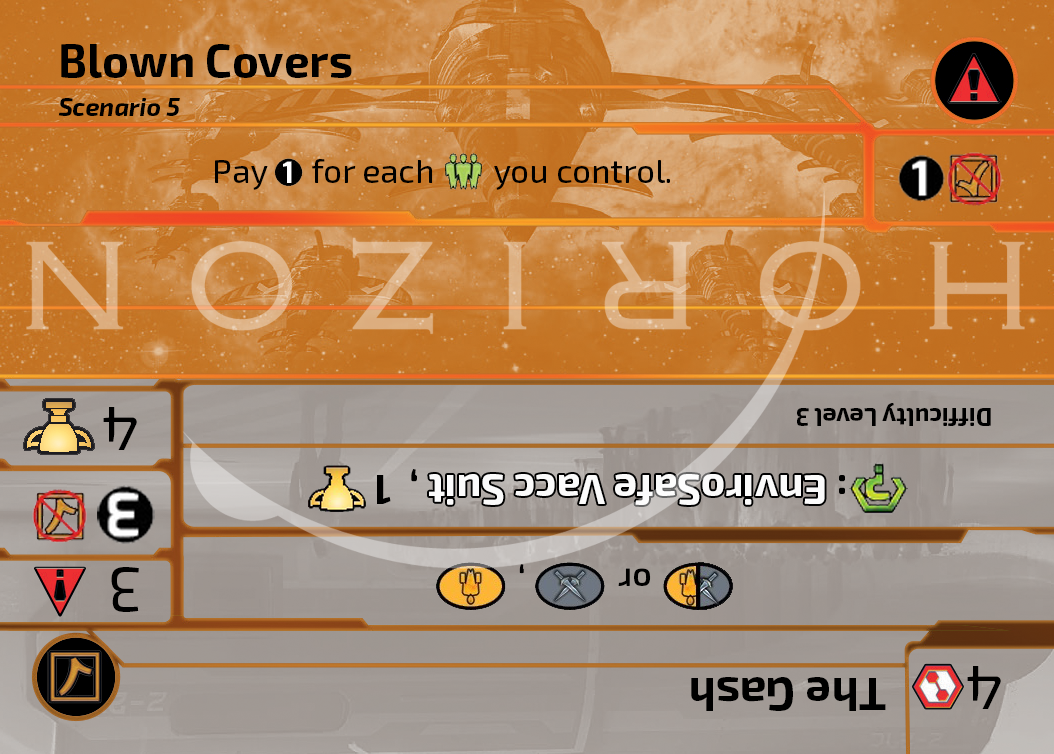 Blown Covers
Scenario 5
Pay 1 for each you control.
1
HORIZON
The Gash
4
or ,
3
EnviroSafe Vacc Suit, 1
:
3
Difficulty Level 3
4